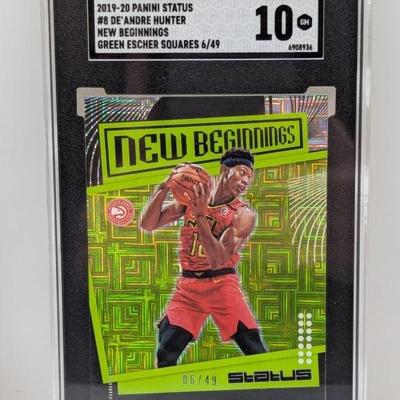 2019-20 PANINI STATUS
#8 DE'ANDRE HUNTER
NEW BEGINNINGS
GREEN ESCHER SQUARES 6/49
10 GM
6908936
NEW BEGINNINGS
06/49
STATUS